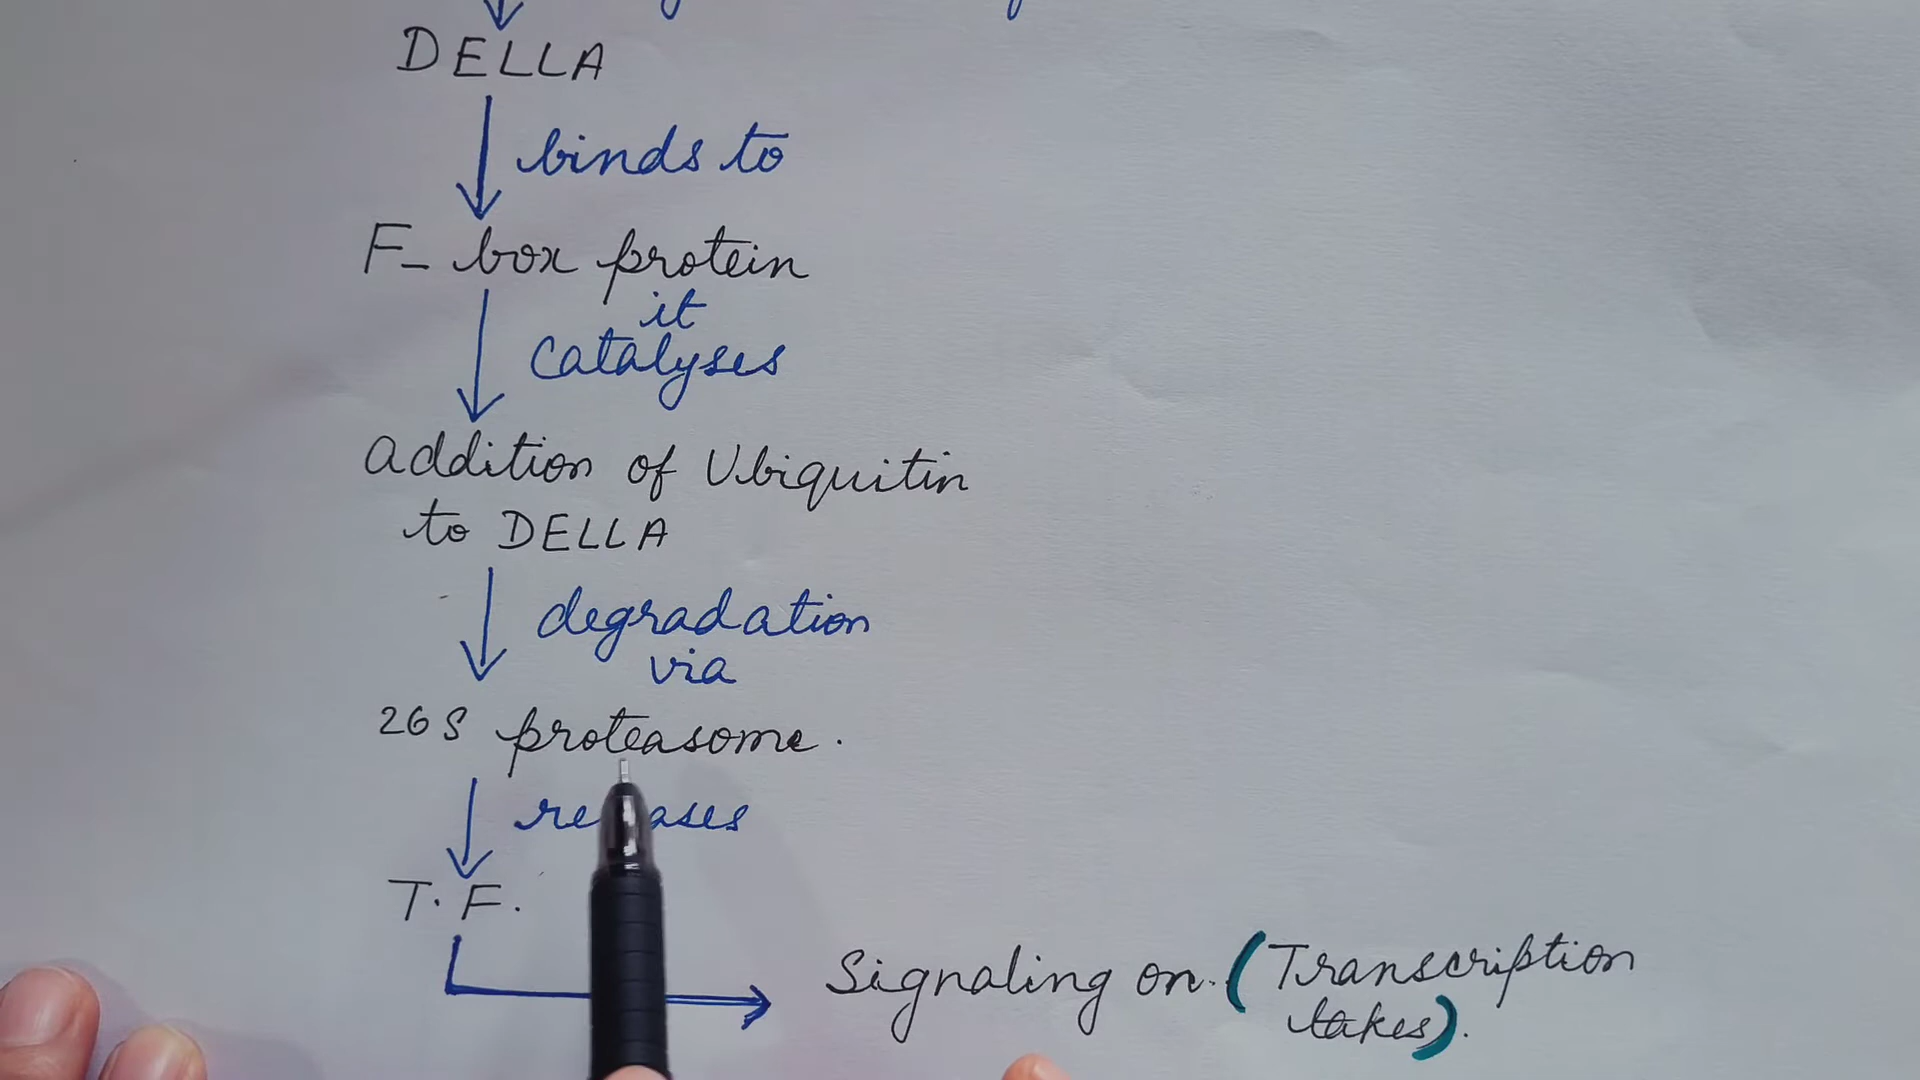 DELLA
binds to
F- box protein
it
catalyses
addition of Ubiquitin
to DELLA
degradation
via
26S proteasome.
T. F.
Signaling on. (Transcription
takes).